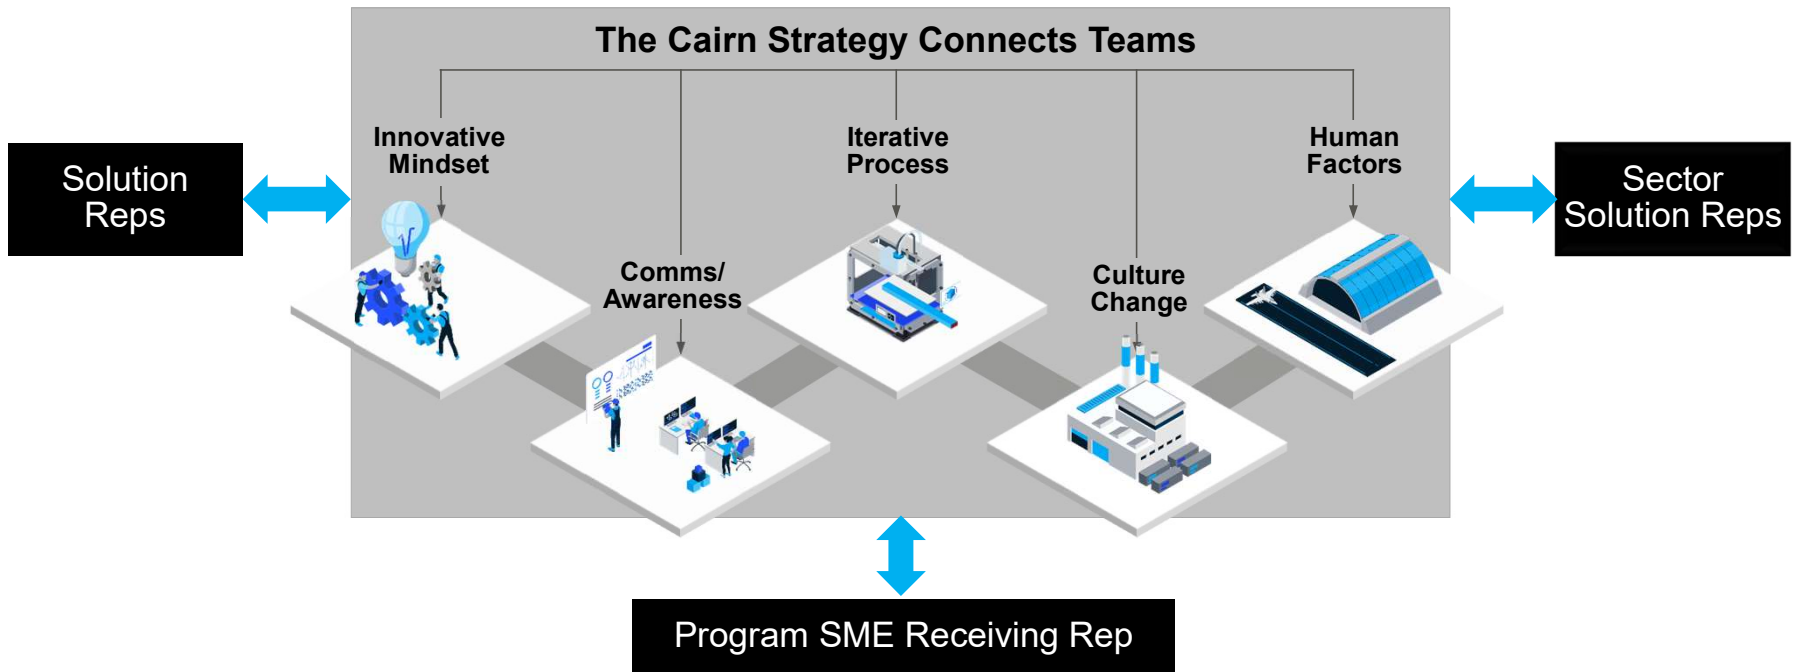 The Cairn Strategy Connects Teams
Innovative
Mindset
Iterative
Process
Human
Factors
Solution
Reps
Sector
Solution Reps
Comms/
Awareness
Culture
Change
Program SME Receiving Rep